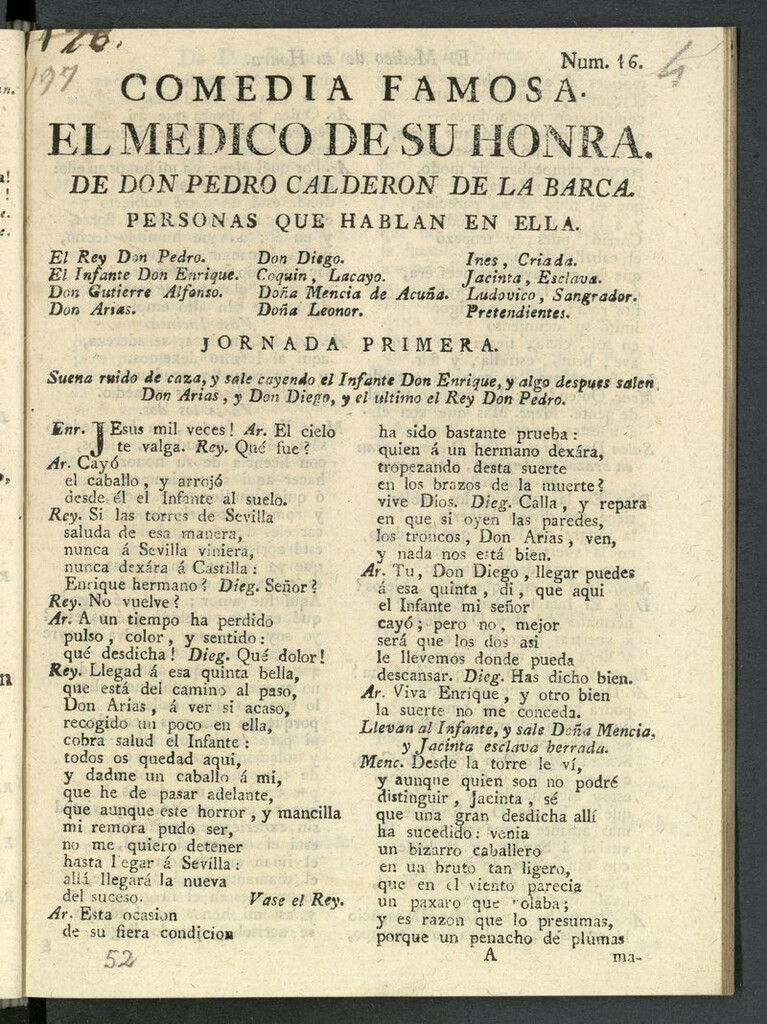 126.
197
Num. 16.
4
COMEDIA FAMOSA.
EL MEDICO DE SU HONRA.
DE DON PEDRO CALDERON DE LA BARCA.
PERSONAS QUE HABLAN EN ELLA.
El Rey Don Pedro.
El Infante Don Enrique.
Don Gutierre Alfonso.
Don Arias.
Don Diego.
Coquin, Lacayo.
Doña Mencia de Acuña.
Doña Leonor.
Ines, Criada.
Jacinta, Esclava.
Ludovico, Sangrador.
Pretendientes.
JORNADA PRIMERA.
Suena ruido de caza, y sale cayendo el Infante Don Enrique, y algo despues salen
Don Arias, y Don Diego, y el ultimo el Rey Don Pedro.
Enr. JEsus mil veces! Ar. El cielo
te valga. Rey. Qué fue?
Ar. Cayó
el caballo, y arrojó
desde él el Infante al suelo.
Rey. Si las torres de Sevilla
saluda de esa manera,
nunca á Sevilla viniera,
nunca dexára á Castilla:
Enrique hermano? Dieg. Señor?
Rey. No vuelve?
Ar. A un tiempo ha perdido
pulso, color, y sentido:
qué desdicha! Dieg. Qué dolor!
Rey. Llegad á esa quinta bella,
que está del camino al paso,
Don Arias, á ver si acaso,
recogido un poco en ella,
cobra salud el Infante:
todos os quedad aqui,
y dadme un caballo á mi,
que he de pasar adelante,
que aunque este horror, y mancilla
mi remora pudo ser,
no me quiero detener
hasta llegar á Sevilla:
allá llegará la nueva
del suceso. Vase el Rey.
Ar. Esta ocasion
de su fiera condicion
52
ha sido bastante prueba:
quien á un hermano dexára,
tropezando desta suerte
en los brazos de la muerte?
vive Dios. Dieg. Calla, y repara
en que si oyen las paredes,
los troncos, Don Arias, ven,
y nada nos está bien.
Ar. Tu, Don Diego, llegar puedes
á esa quinta, di, que aqui
el Infante mi señor
cayó; pero no, mejor
será que los dos asi
le llevemos donde pueda
descansar. Dieg. Has dicho bien.
Ar. Viva Enrique, y otro bien
la suerte no me conceda.
Llevan al Infante, y sale Doña Mencia,
y Jacinta esclava herrada.
Menc. Desde la torre le ví,
y aunque quien son no podré
distinguir, Jacinta, sé
que una gran desdicha allí
ha sucedido: venia
un bizarro caballero
en un bruto tan ligero,
que en el viento parecia
un paxaro que volaba;
y es razon que lo presumas,
porque un penacho de plumas
A
ma-